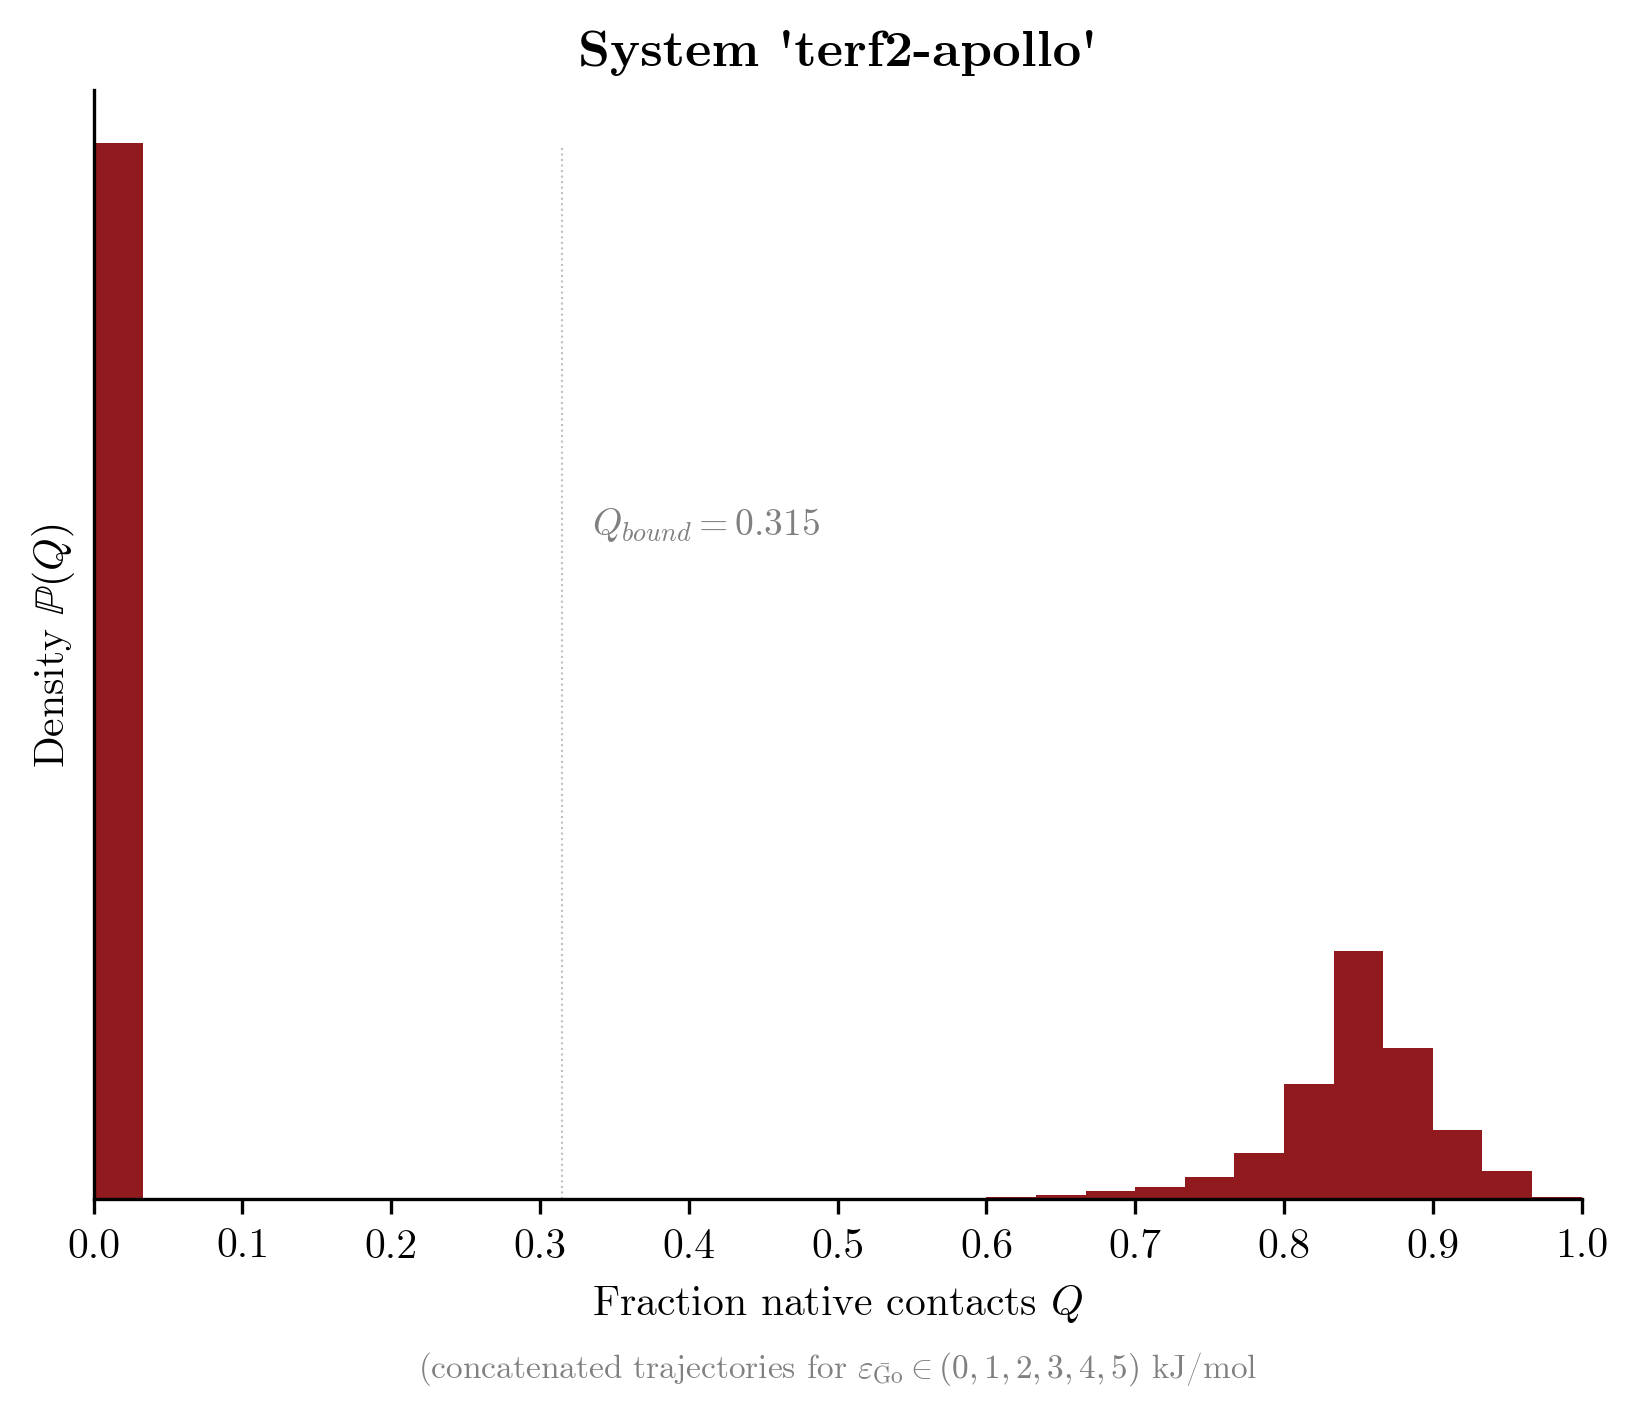 System 'terf2-apollo'
Density ℙ(Q)
Q_bound = 0.315
0.0 0.1 0.2 0.3 0.4 0.5 0.6 0.7 0.8 0.9 1.0
Fraction native contacts Q
(concatenated trajectories for ε_Ḡo ∈ (0, 1, 2, 3, 4, 5) kJ/mol